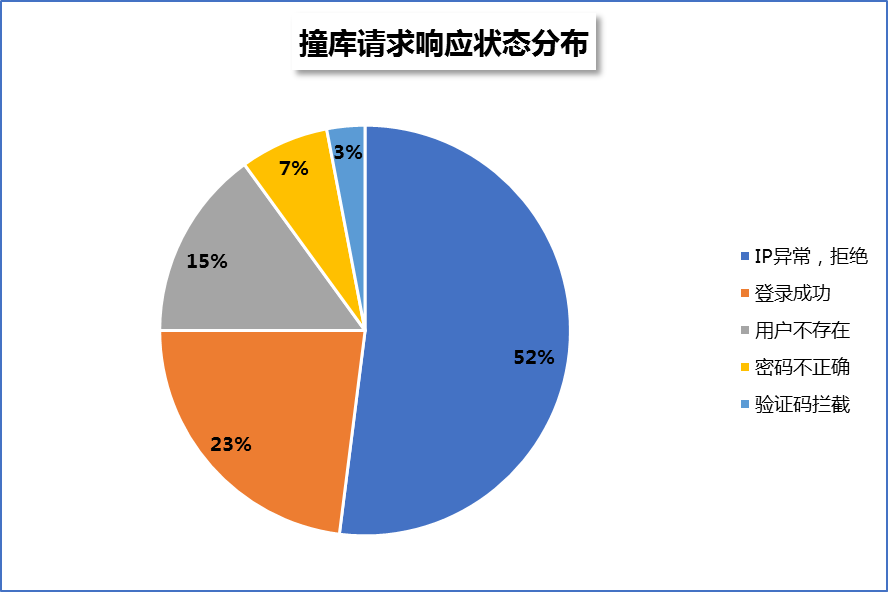 撞库请求响应状态分布
3%
7%
15%
52%
23%
IP异常，拒绝
登录成功
用户不存在
密码不正确
验证码拦截